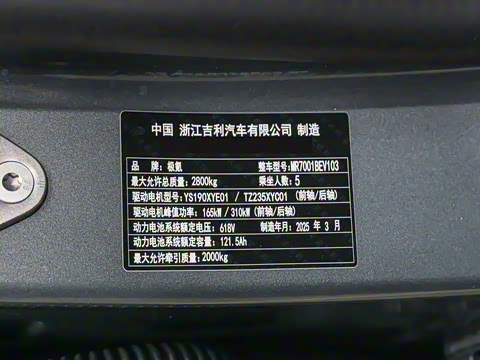 中国 浙江吉利汽车有限公司 制造
品 牌：极氪 整车型号：MR7001BEV103
最大允许总质量：2800kg 乘坐人数：5
驱动电机型号：YS190XYE01 / TZ235XYC01 (前轴/后轴)
驱动电机峰值功率：165kW / 310kW (前轴/后轴)
动力电池系统额定电压：618V 制造年月：2025 年 3 月
动力电池系统额定容量：121.5Ah
最大允许牵引质量：2000kg